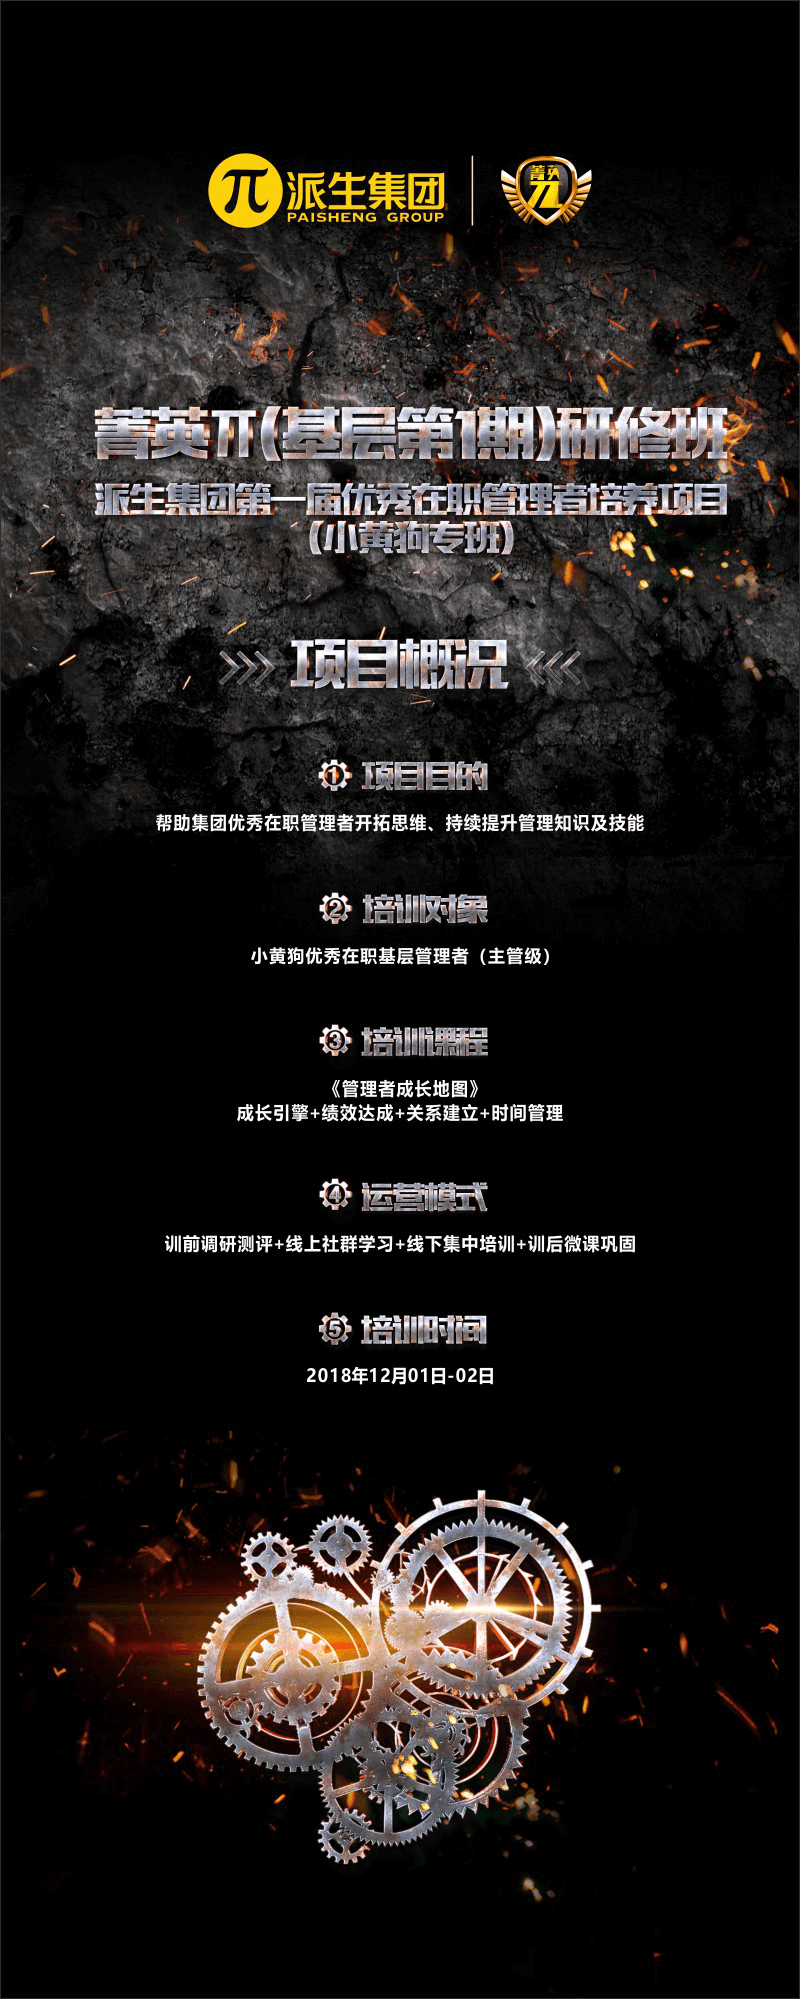 派生集团
PAISHENG GROUP
菁英
π
菁英π(基层第1期)研修班
派生集团第一届优秀在职管理者培养项目
(小黄狗专班)
项目概况
1 项目目的
帮助集团优秀在职管理者开拓思维、持续提升管理知识及技能
2 培训对象
小黄狗优秀在职基层管理者（主管级）
3 培训课程
《管理者成长地图》
成长引擎+绩效达成+关系建立+时间管理
4 运营模式
训前调研测评+线上社群学习+线下集中培训+训后微课巩固
5 培训时间
2018年12月01日-02日